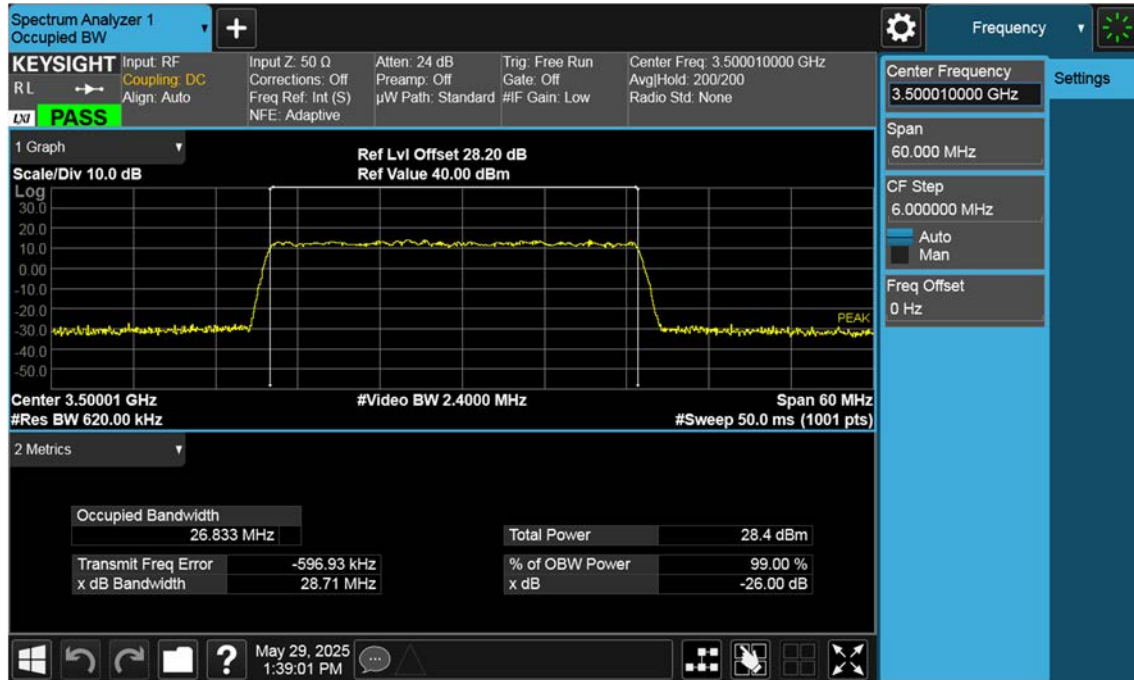 Spectrum Analyzer 1
Occupied BW
+
Frequency
KEYSIGHT
RL
LXI PASS
Input: RF
Coupling: DC
Align: Auto
Input Z: 50 Ω
Corrections: Off
Freq Ref: Int (S)
NFE: Adaptive
Atten: 24 dB
Preamp: Off
µW Path: Standard
Trig: Free Run
Gate: Off
#IF Gain: Low
Center Freq: 3.500010000 GHz
Avg|Hold: 200/200
Radio Std: None
Center Frequency
3.500010000 GHz
Settings
Span
60.000 MHz
CF Step
6.000000 MHz
Auto
Man
Freq Offset
0 Hz
1 Graph
Scale/Div 10.0 dB
Ref Lvl Offset 28.20 dB
Ref Value 40.00 dBm
Log
30.0
20.0
10.0
0.00
-10.0
-20.0
-30.0
-40.0
-50.0
PEAK
Center 3.50001 GHz
#Video BW 2.4000 MHz
Span 60 MHz
#Res BW 620.00 kHz
#Sweep 50.0 ms (1001 pts)
2 Metrics
Occupied Bandwidth
26.833 MHz
Total Power 28.4 dBm
Transmit Freq Error -596.93 kHz
% of OBW Power 99.00 %
x dB Bandwidth 28.71 MHz
x dB -26.00 dB
?
May 29, 2025
1:39:01 PM